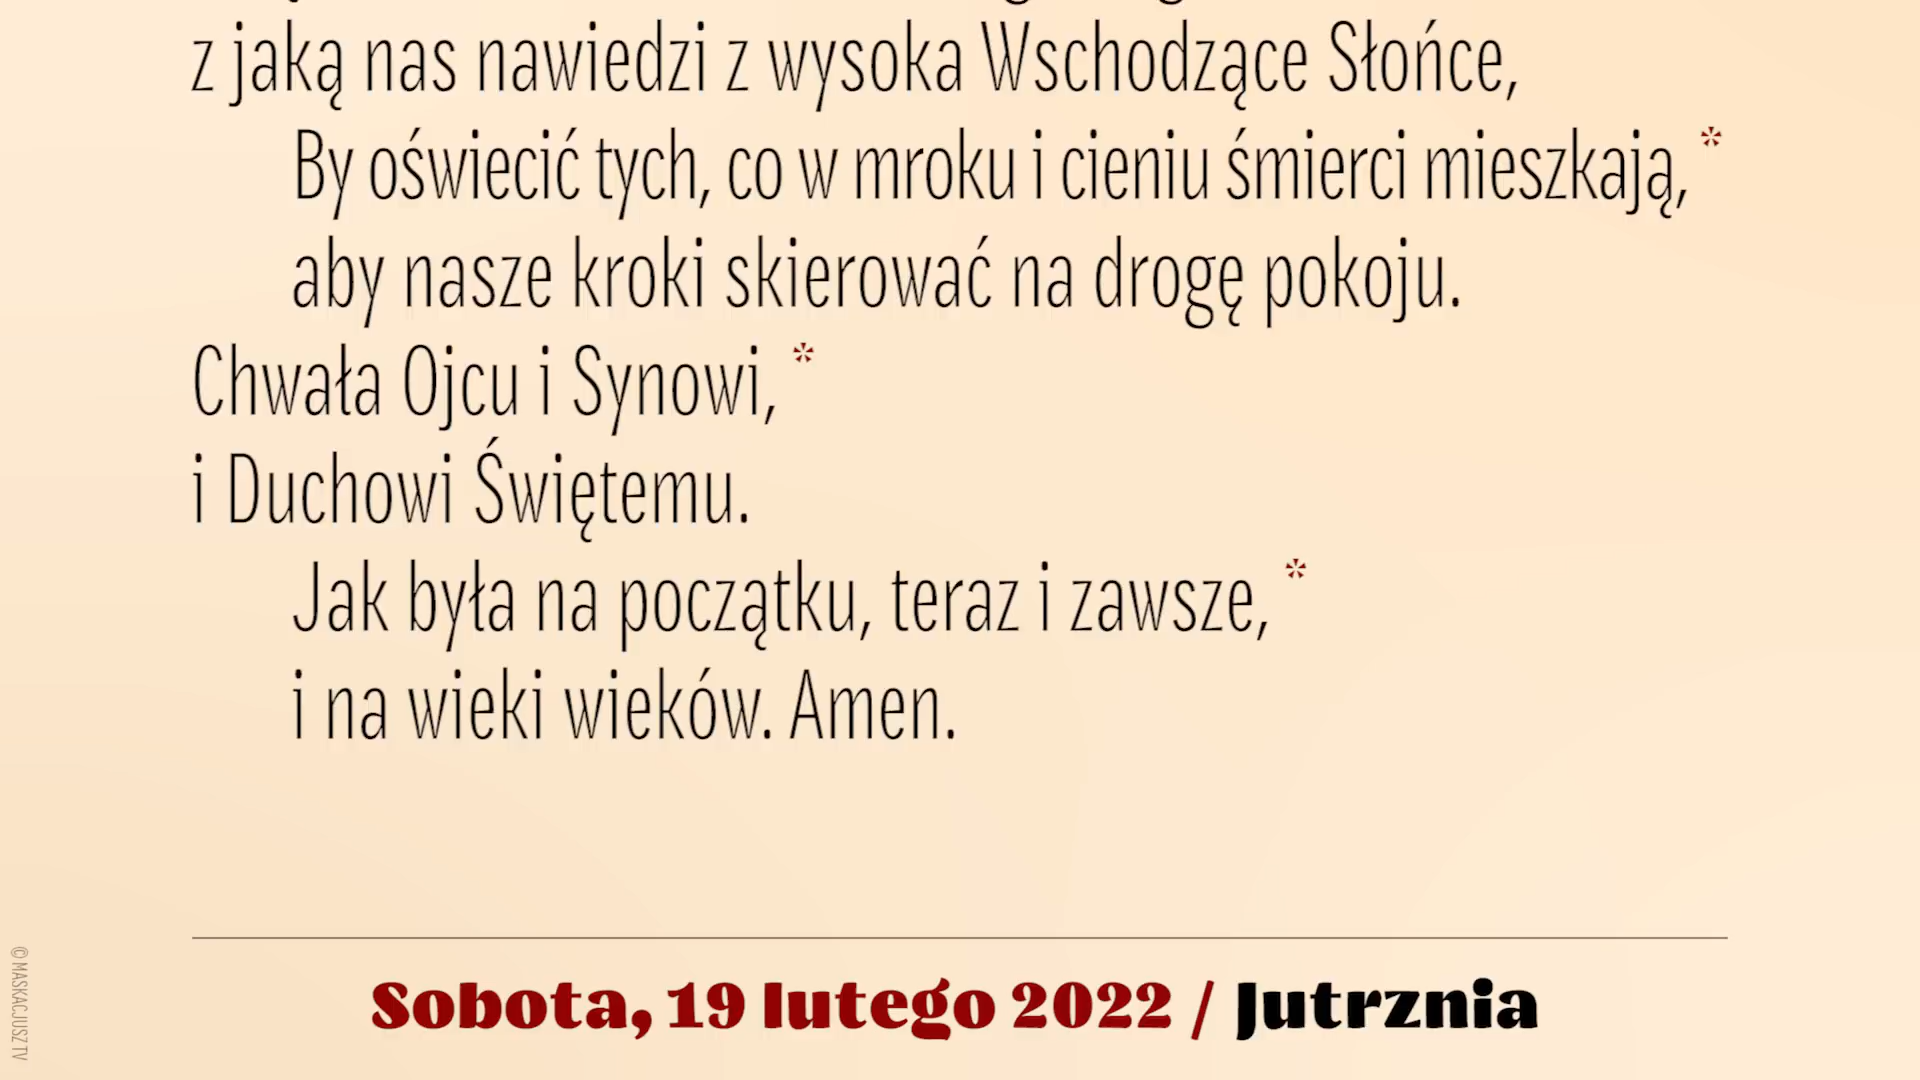 z jaką nas nawiedzi z wysoka Wschodzące Słońce,
By oświecić tych, co w mroku i cieniu śmierci mieszkają, *
aby nasze kroki skierować na drogę pokoju.
Chwała Ojcu i Synowi, *
i Duchowi Świętemu.
Jak była na początku, teraz i zawsze, *
i na wieki wieków. Amen.
Sobota, 19 lutego 2022 / Jutrznia
© MASKACJUSZ TV